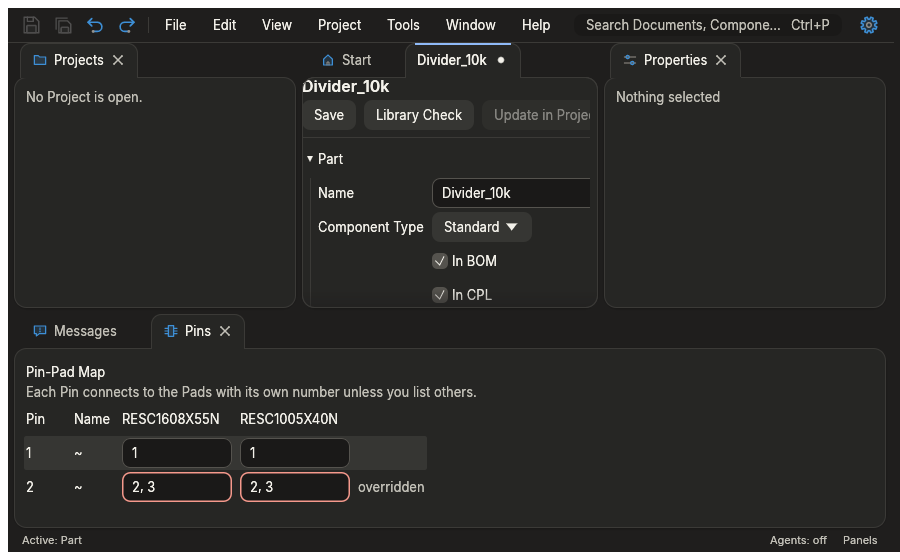 File Edit View Project Tools Window Help Search Documents, Compone... Ctrl+P
Projects
Start
Divider_10k
Properties
No Project is open.
Divider_10k
Save Library Check Update in Projec
Part
Name Divider_10k
Component Type Standard
In BOM
In CPL
Nothing selected
Messages
Pins
Pin-Pad Map
Each Pin connects to the Pads with its own number unless you list others.
Pin Name RESC1608X55N RESC1005X40N
1 ~ 1 1
2 ~ 2, 3 2, 3 overridden
Active: Part
Agents: off Panels